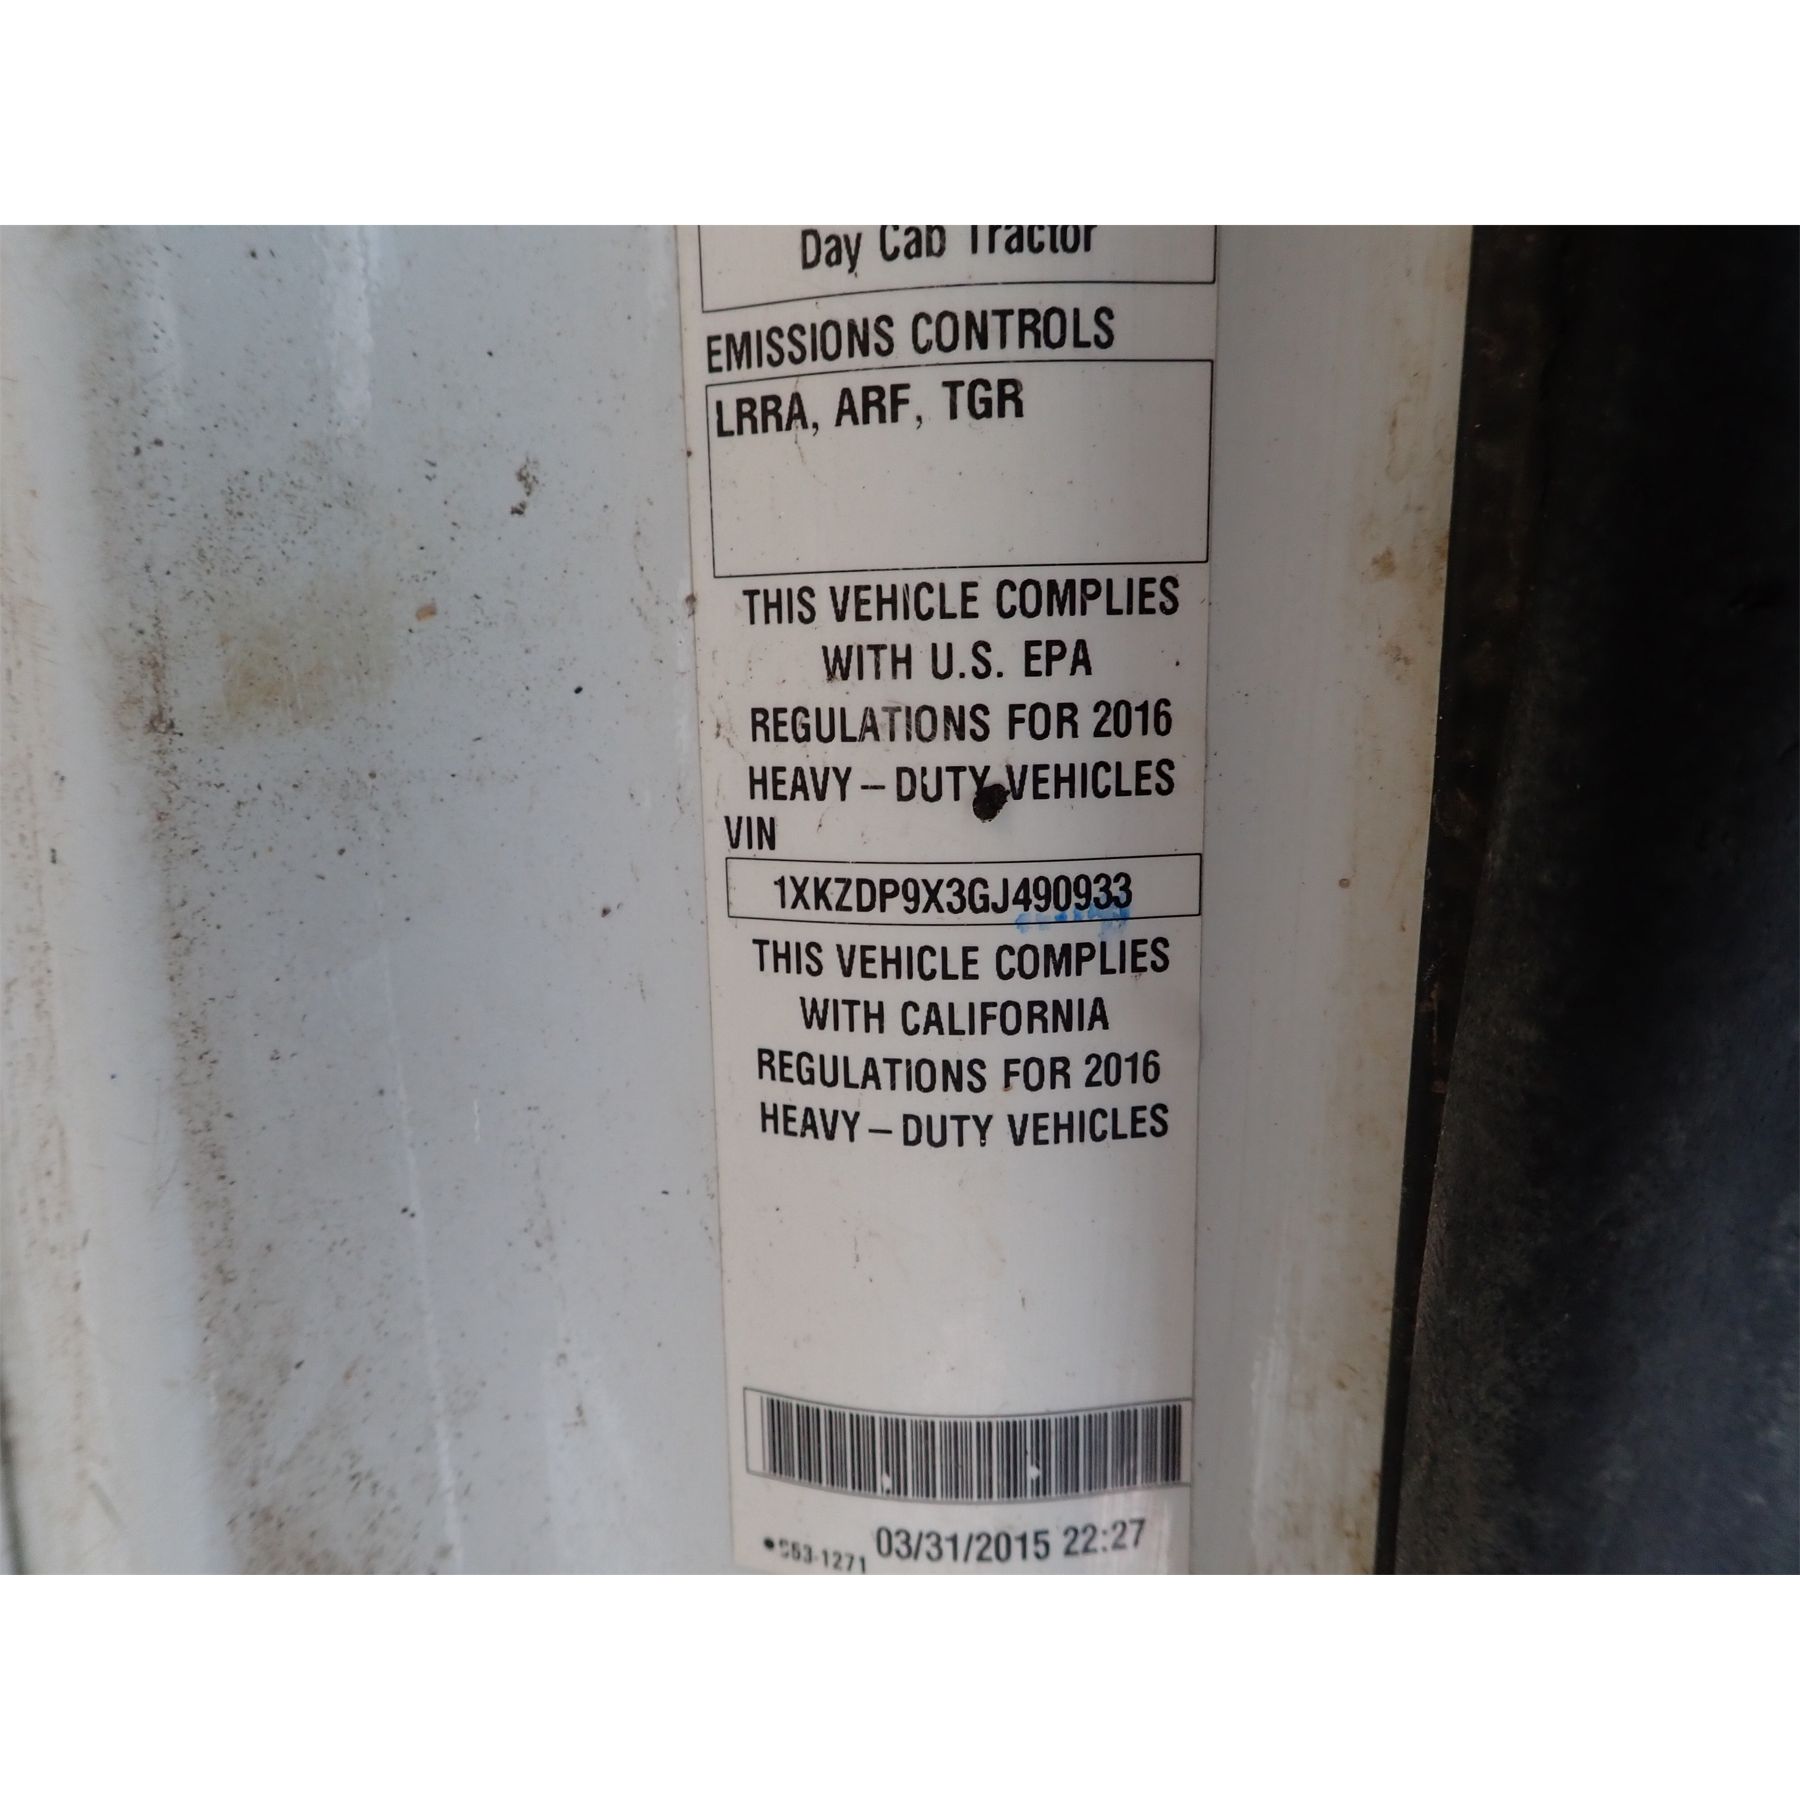 Day Cab Tractor
EMISSIONS CONTROLS
LRRA, ARF, TGR
THIS VEHICLE COMPLIES
WITH U.S. EPA
REGULATIONS FOR 2016
HEAVY – DUTY VEHICLES
VIN
1XKZDP9X3GJ490933
THIS VEHICLE COMPLIES
WITH CALIFORNIA
REGULATIONS FOR 2016
HEAVY – DUTY VEHICLES
03/31/2015 22:27